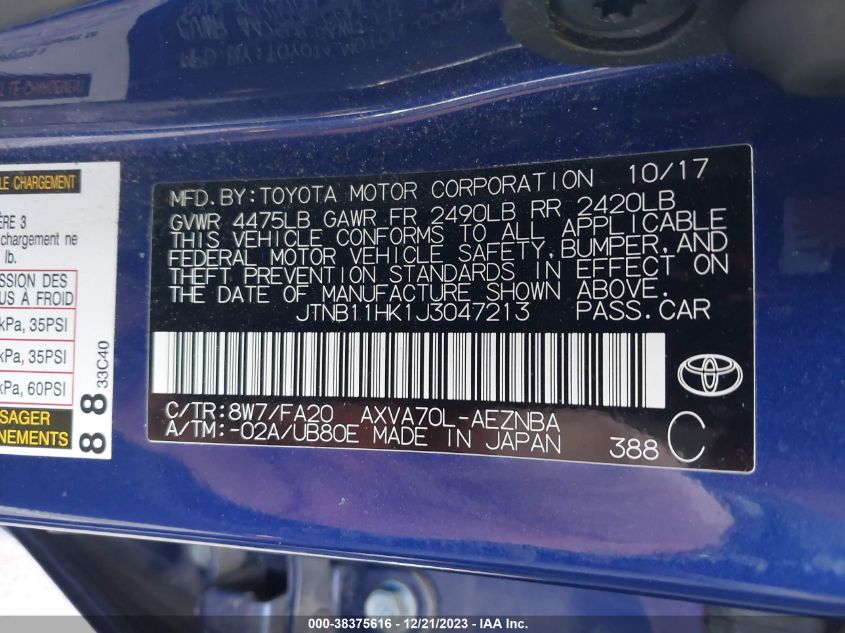 MFD.BY:TOYOTA MOTOR CORPORATION 10/17
GVWR 4475LB GAWR FR 2490LB RR 2420LB
THIS VEHICLE CONFORMS TO ALL APPLICABLE
FEDERAL MOTOR VEHICLE SAFETY, BUMPER, AND
THEFT PREVENTION STANDARDS IN EFFECT ON
THE DATE OF MANUFACTURE SHOWN ABOVE.
JTNB11HK1J3047213 PASS.CAR
C/TR:8W7/FA20 AXVA70L-AEZNBA
A/TM:-02A/UB80E MADE IN JAPAN 388 C
LE CHARGEMENT
ÈRE 3
chargement ne
lb.
SSION DES
US À FROID
kPa, 35PSI
kPa, 35PSI
kPa, 60PSI
SAGER
NEMENTS
88 33C40
000-38375616 - 12/21/2023 - IAAI.COM